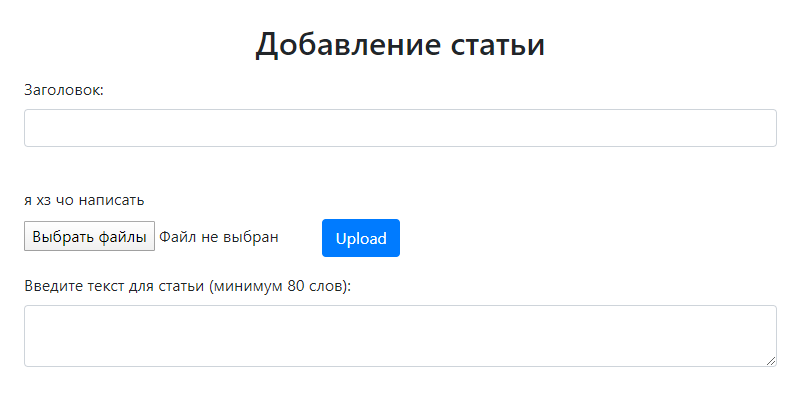 Добавление статьи
Заголовок:
я хз чо написать
Выбрать файлы Файл не выбран Upload
Введите текст для статьи (минимум 80 слов):